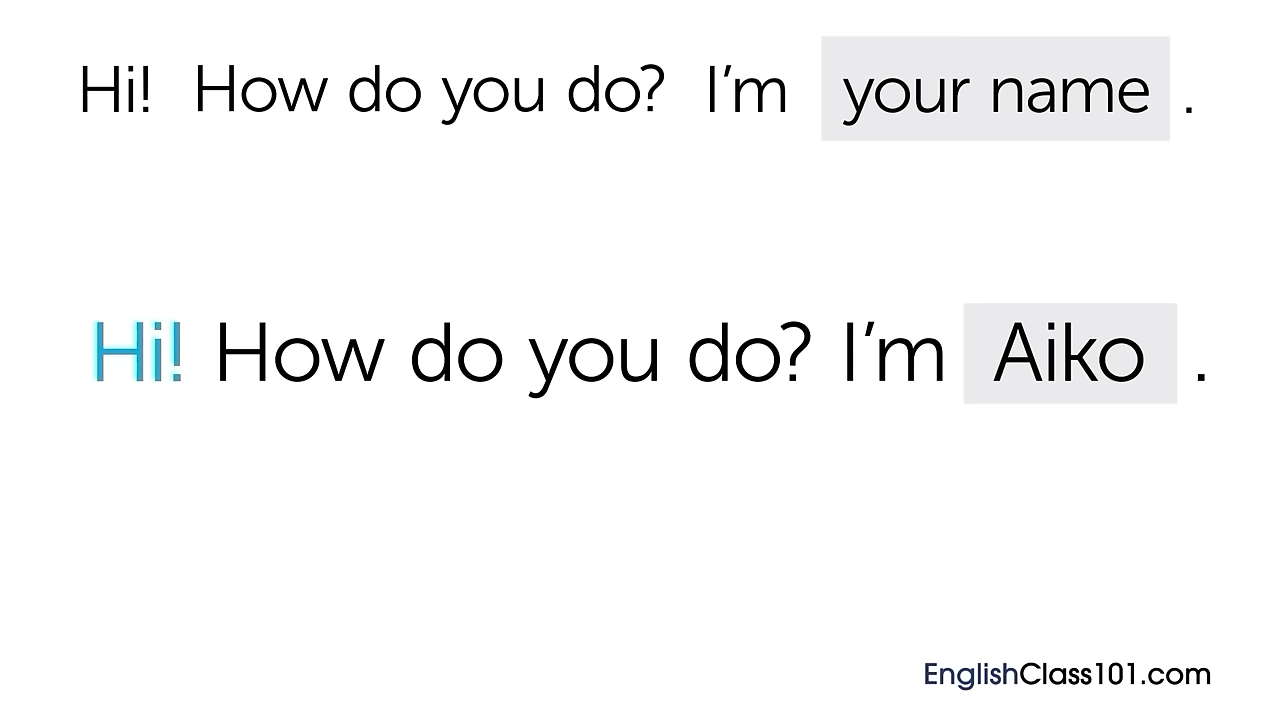 Hi! How do you do? I’m your name .
Hi! How do you do? I’m Aiko .
EnglishClass101.com